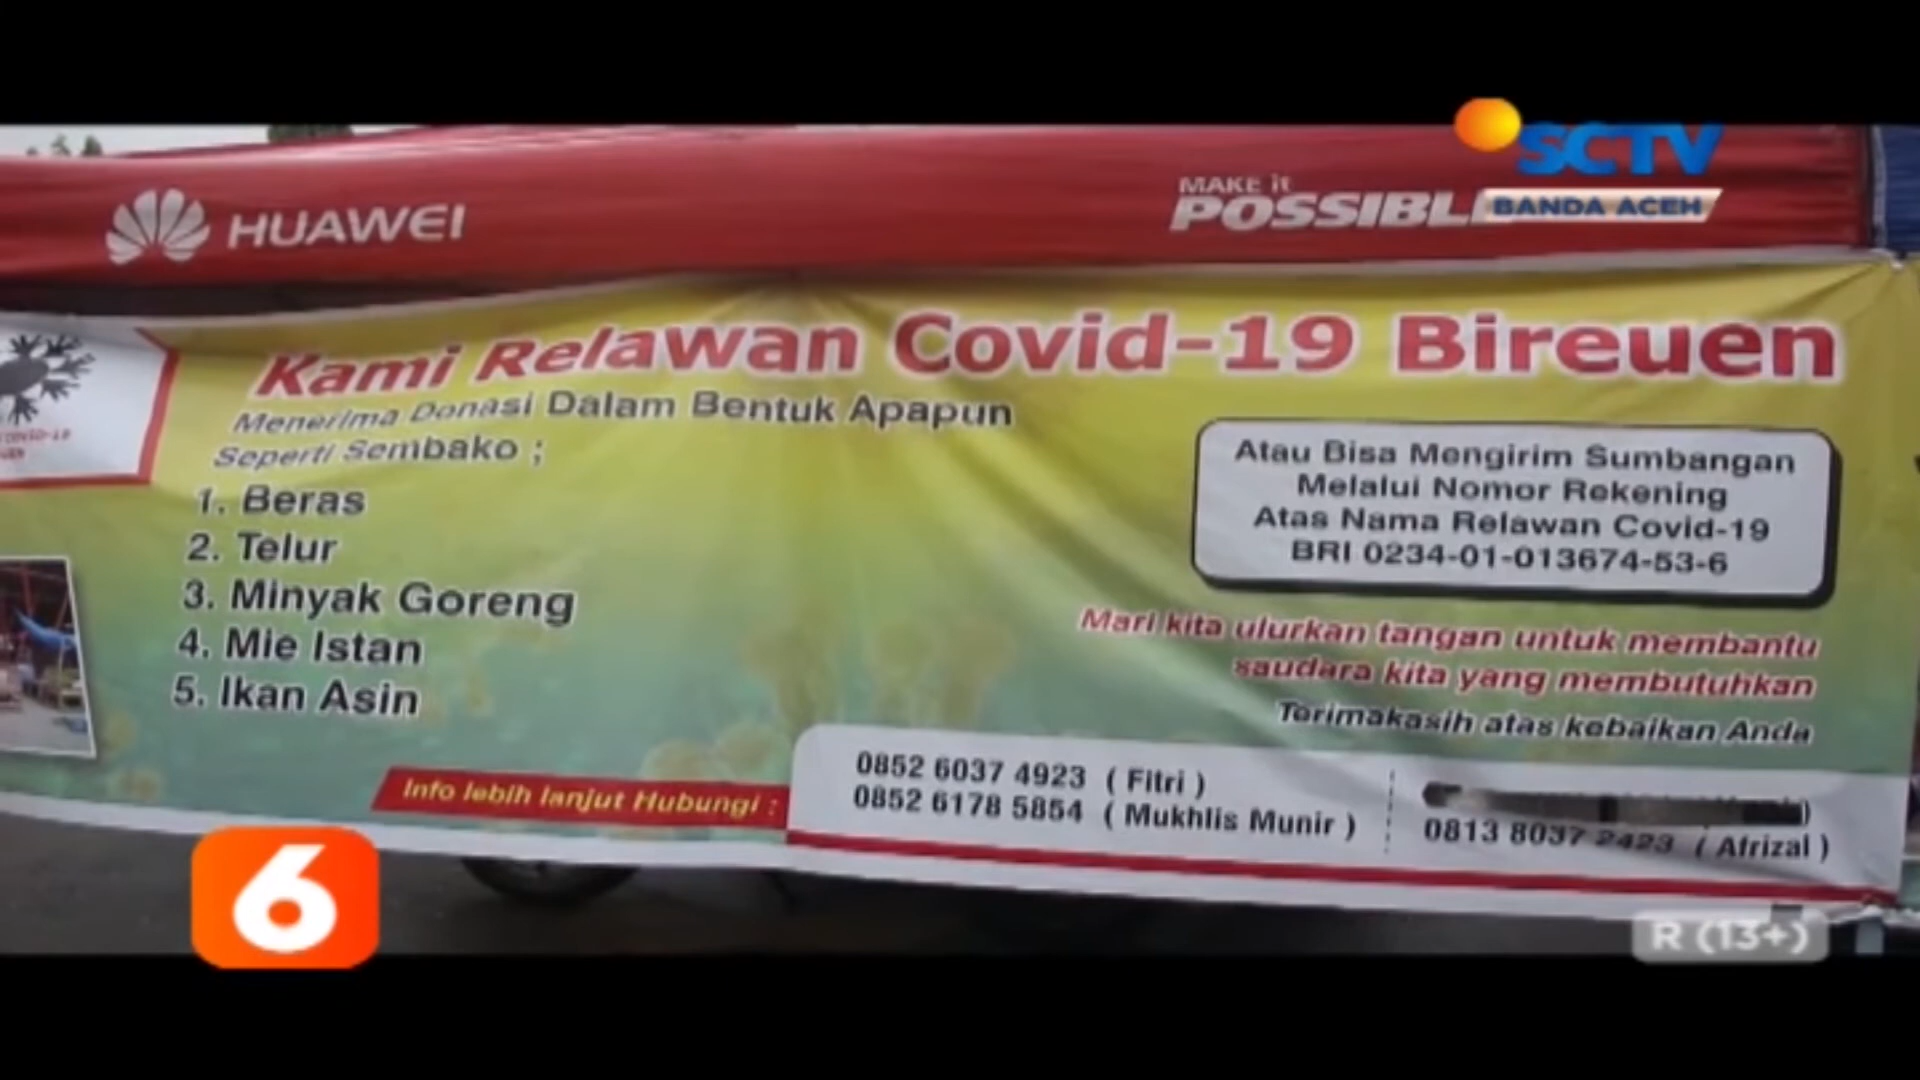 SCTV
BANDA ACEH
HUAWEI
MAKE it
POSSIBL
Kami Relawan Covid-19 Bireuen
Menerima Donasi Dalam Bentuk Apapun
Seperti Sembako ;
1. Beras
2. Telur
3. Minyak Goreng
4. Mie Istan
5. Ikan Asin
Atau Bisa Mengirim Sumbangan
Melalui Nomor Rekening
Atas Nama Relawan Covid-19
BRI 0234-01-013674-53-6
Mari kita ulurkan tangan untuk membantu
saudara kita yang membutuhkan
Terimakasih atas kebaikan Anda
Info lebih lanjut Hubungi :
0852 6037 4923 ( Fitri )
0852 6178 5854 ( Mukhlis Munir )
0813 8037 2423 ( Afrizal )
6
R (13+)